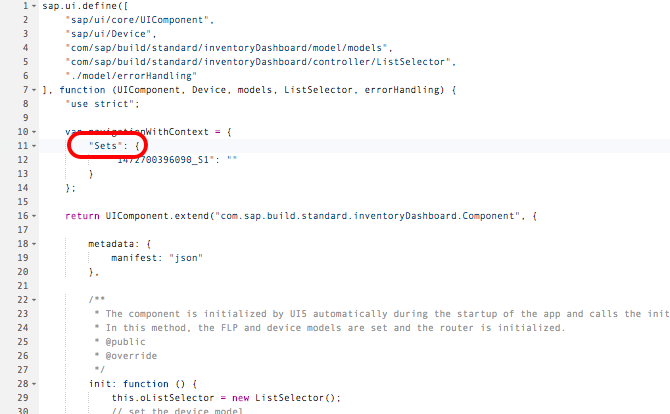 1 sap.ui.define([
2 "sap/ui/core/UIComponent",
3 "sap/ui/Device",
4 "com/sap/build/standard/inventoryDashboard/model/models",
5 "com/sap/build/standard/inventoryDashboard/controller/ListSelector",
6 "./model/errorHandling"
7 ], function (UIComponent, Device, models, ListSelector, errorHandling) {
8 "use strict";
9
10 var navigationWithContext = {
11 "Sets": {
12 1472700396090_S1": ""
13 }
14 };
15
16 return UIComponent.extend("com.sap.build.standard.inventoryDashboard.Component", {
17
18 metadata: {
19 manifest: "json"
20 },
21
22 /**
23 * The component is initialized by UI5 automatically during the startup of the app and calls the init
24 * In this method, the FLP and device models are set and the router is initialized.
25 * @public
26 * @override
27 */
28 init: function () {
29 this.oListSelector = new ListSelector();
30 // set the device model